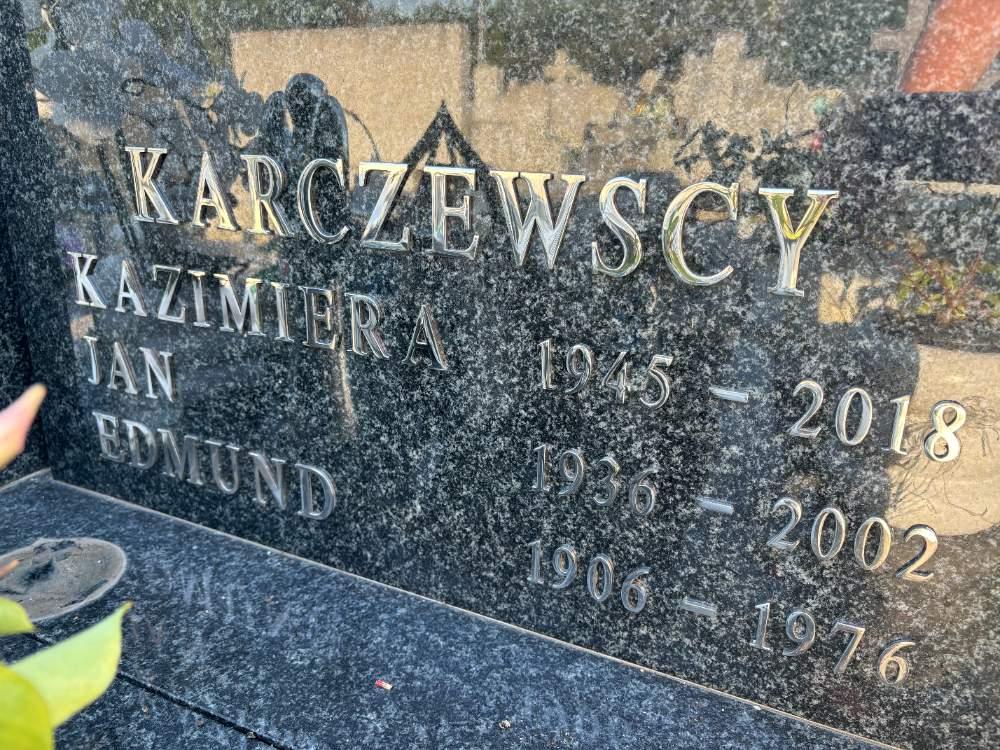 KARCZEWSCY
KAZIMIERA 1945 – 2018
JAN 1936 – 2002
EDMUND 1906 – 1976